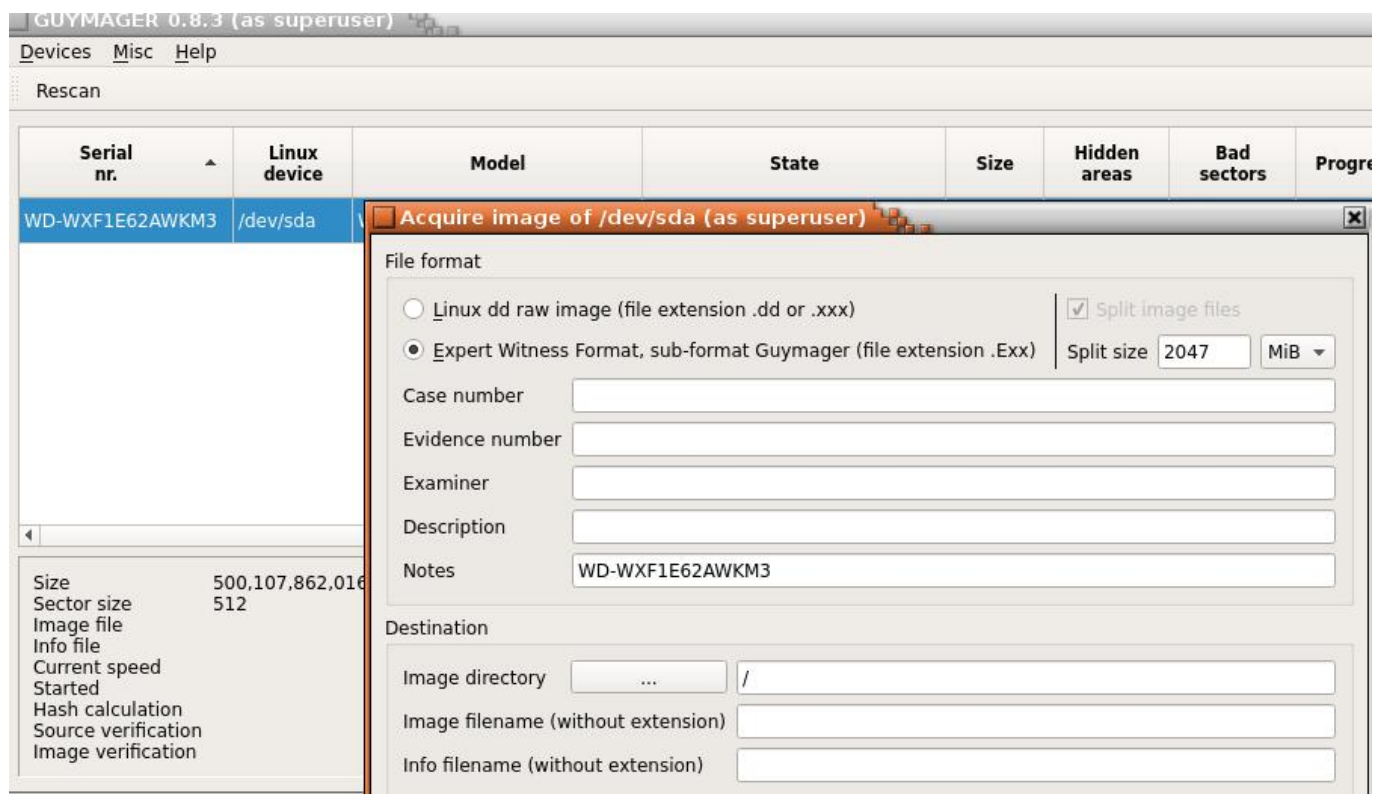 GUYMAGER 0.8.3 (as superuser)
Devices Misc Help
Rescan
Serial nr. Linux device Model State Size Hidden areas Bad sectors Progre
WD-WXF1E62AWKM3 /dev/sda
Acquire image of /dev/sda (as superuser)
File format
Linux dd raw image (file extension .dd or .xxx) Split image files
Expert Witness Format, sub-format Guymager (file extension .Exx) Split size 2047 MiB
Case number
Evidence number
Examiner
Description
Notes WD-WXF1E62AWKM3
Size 500,107,862,016
Sector size 512
Image file
Info file
Current speed
Started
Hash calculation
Source verification
Image verification
Destination
Image directory ... /
Image filename (without extension)
Info filename (without extension)